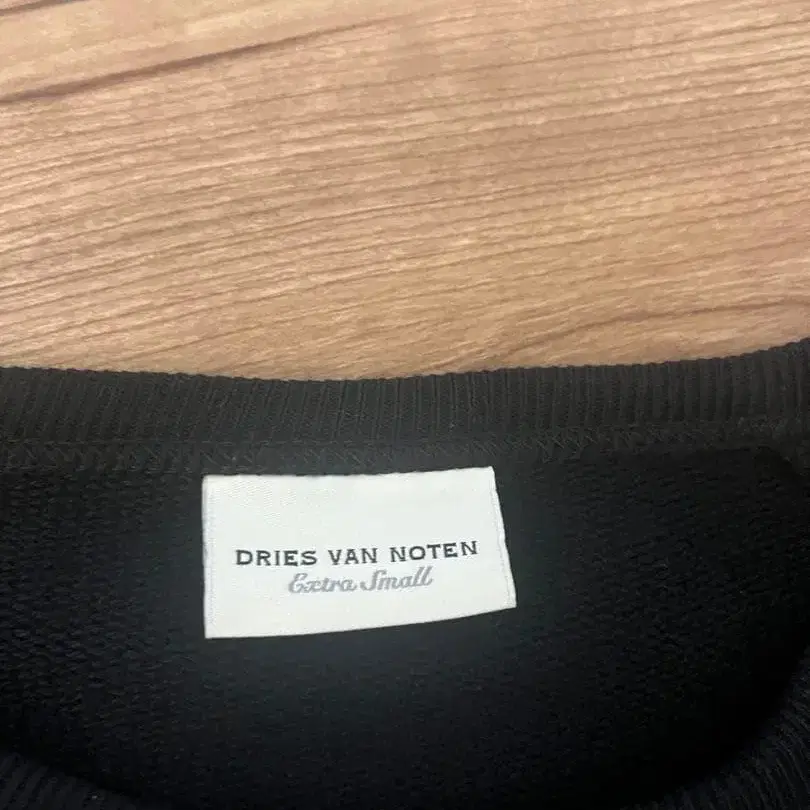 DRIES VAN NOTEN
Extra Small